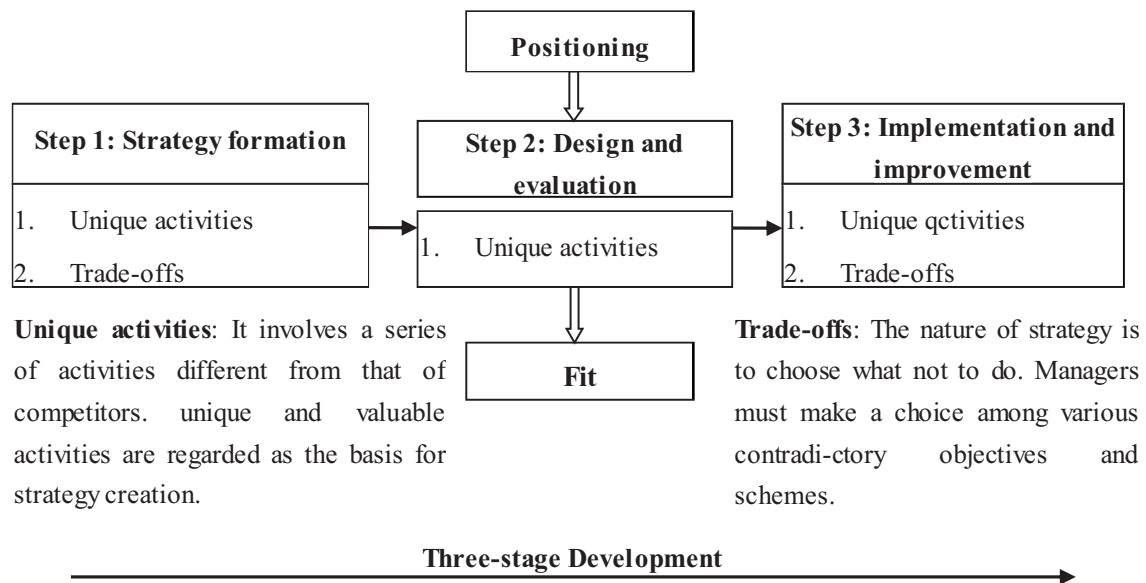 Positioning
Step 1: Strategy formation
1. Unique activities
2. Trade-offs
Step 2: Design and
evaluation
1. Unique activities
Step 3: Implementation and
improvement
1. Unique qctivities
2. Trade-offs
Fit
Unique activities: It involves a series
of activities different from that of
competitors. unique and valuable
activities are regarded as the basis for
strategy creation.
Trade-offs: The nature of strategy is
to choose what not to do. Managers
must make a choice among various
contradi-ctory objectives and
schemes.
Three-stage Development